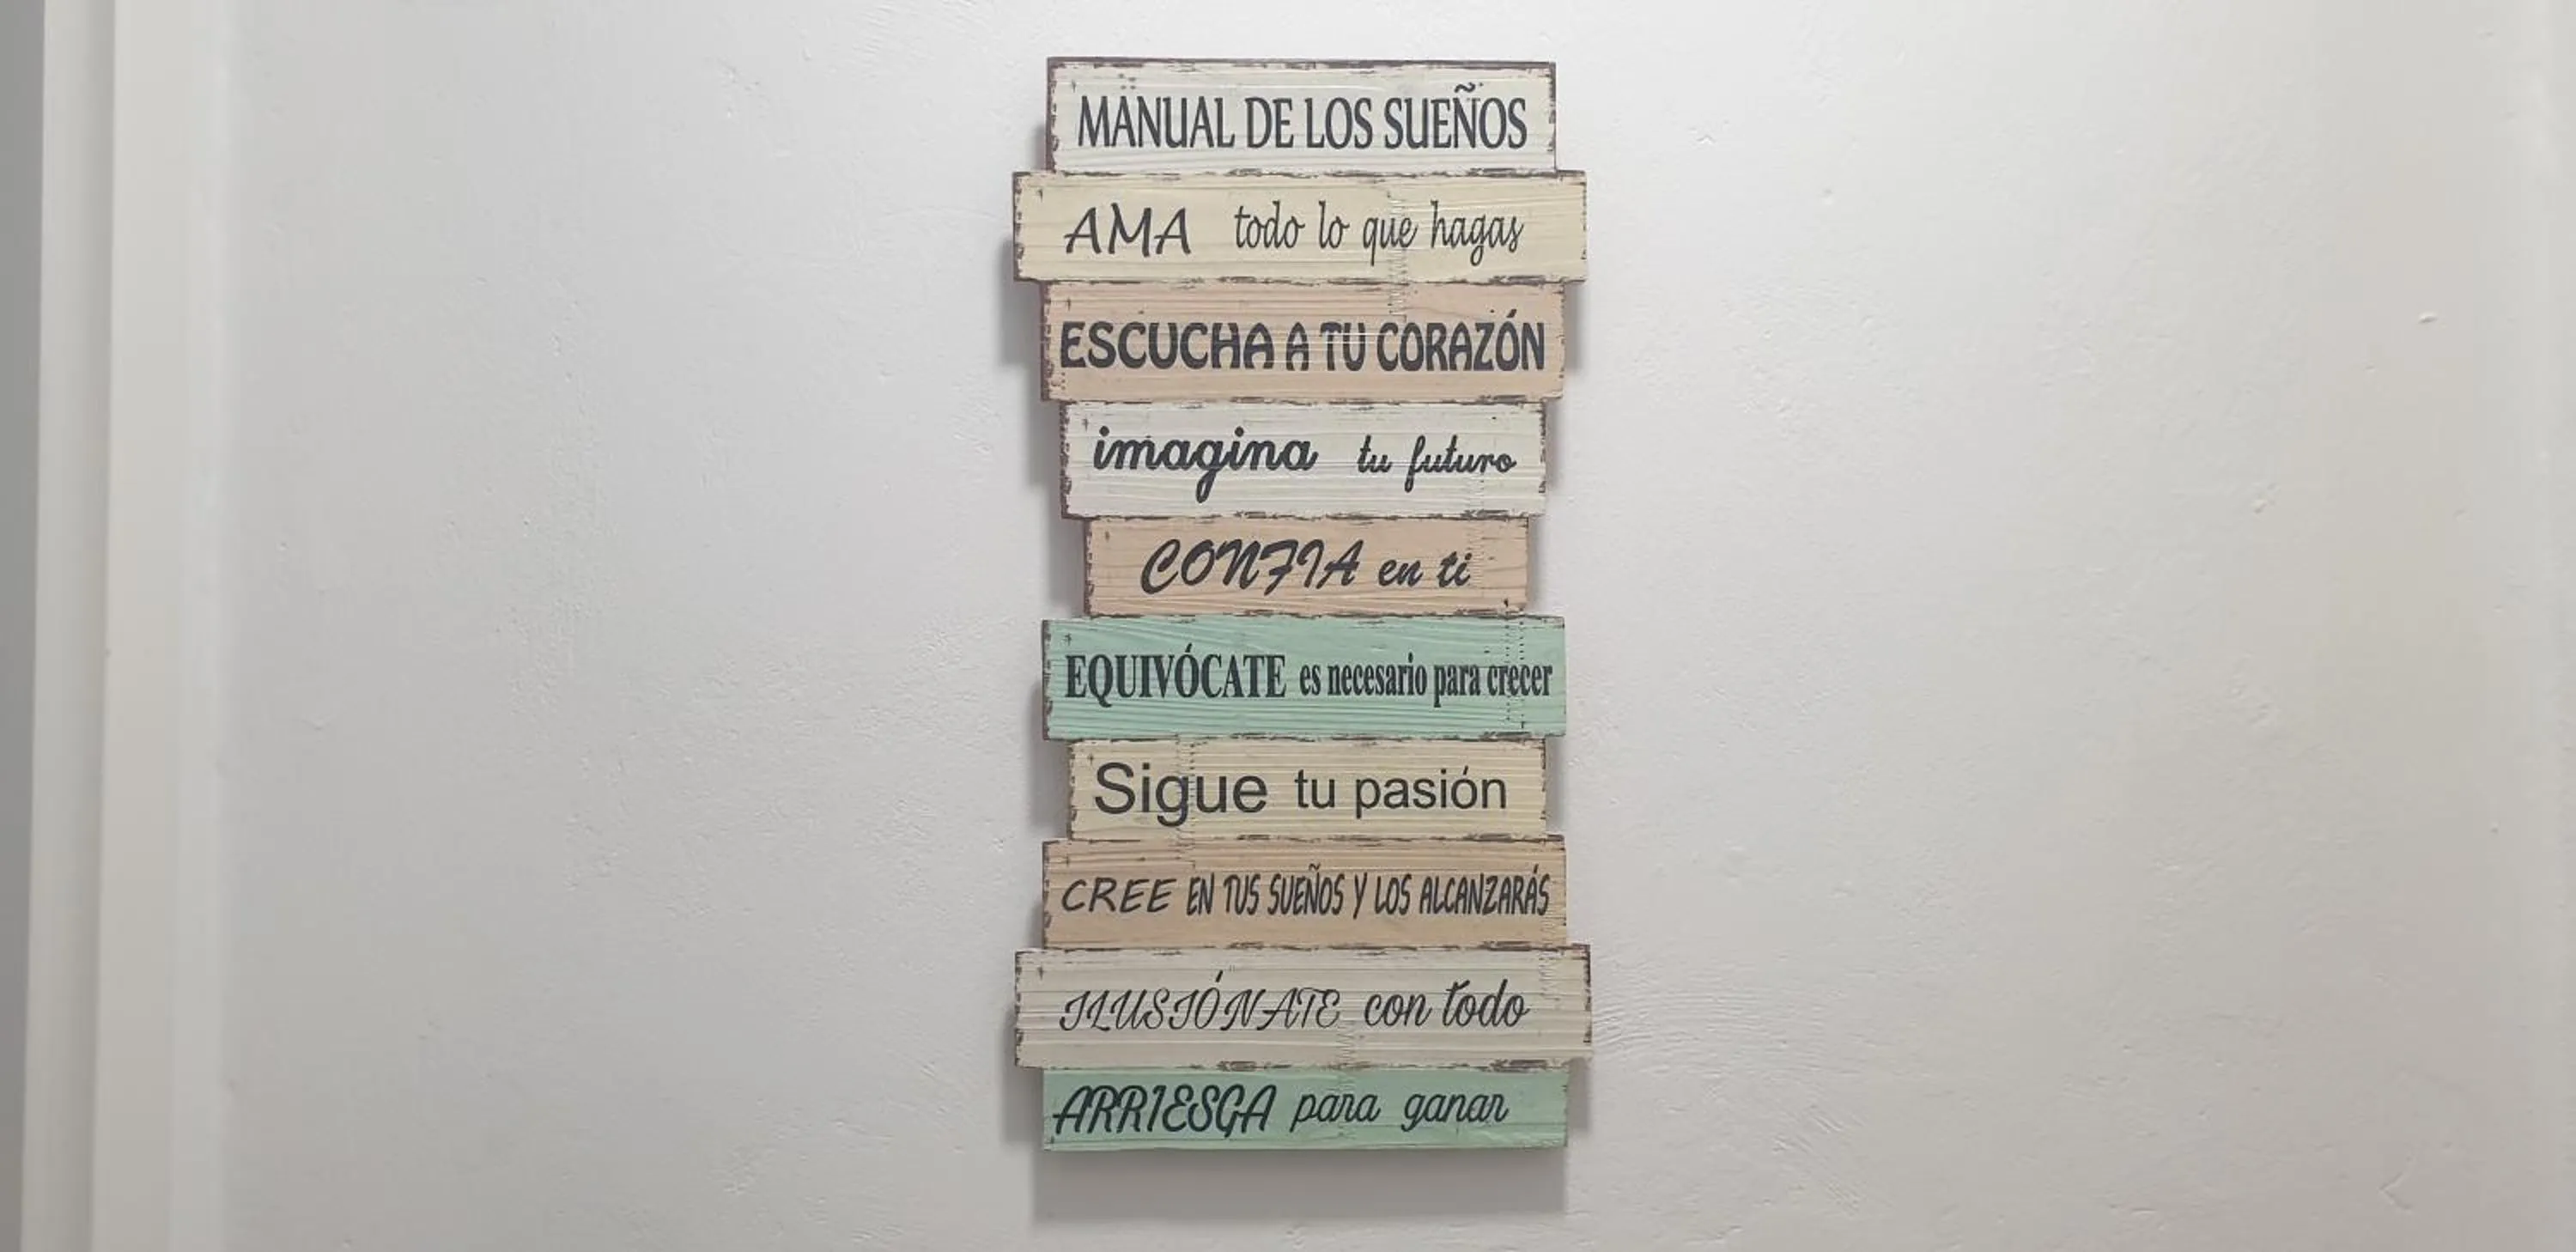 MANUAL DE LOS SUEÑOS
AMA todo lo que hagas
ESCUCHA A TU CORAZÓN
imagina tu futuro
CONFIA en ti
EQUIVÓCATE es necesario para crecer
Sigue tu pasión
CREE EN TUS SUEÑOS Y LOS ALCANZARÁS
ILUSIÓNATE con todo
ARRIESGA para ganar